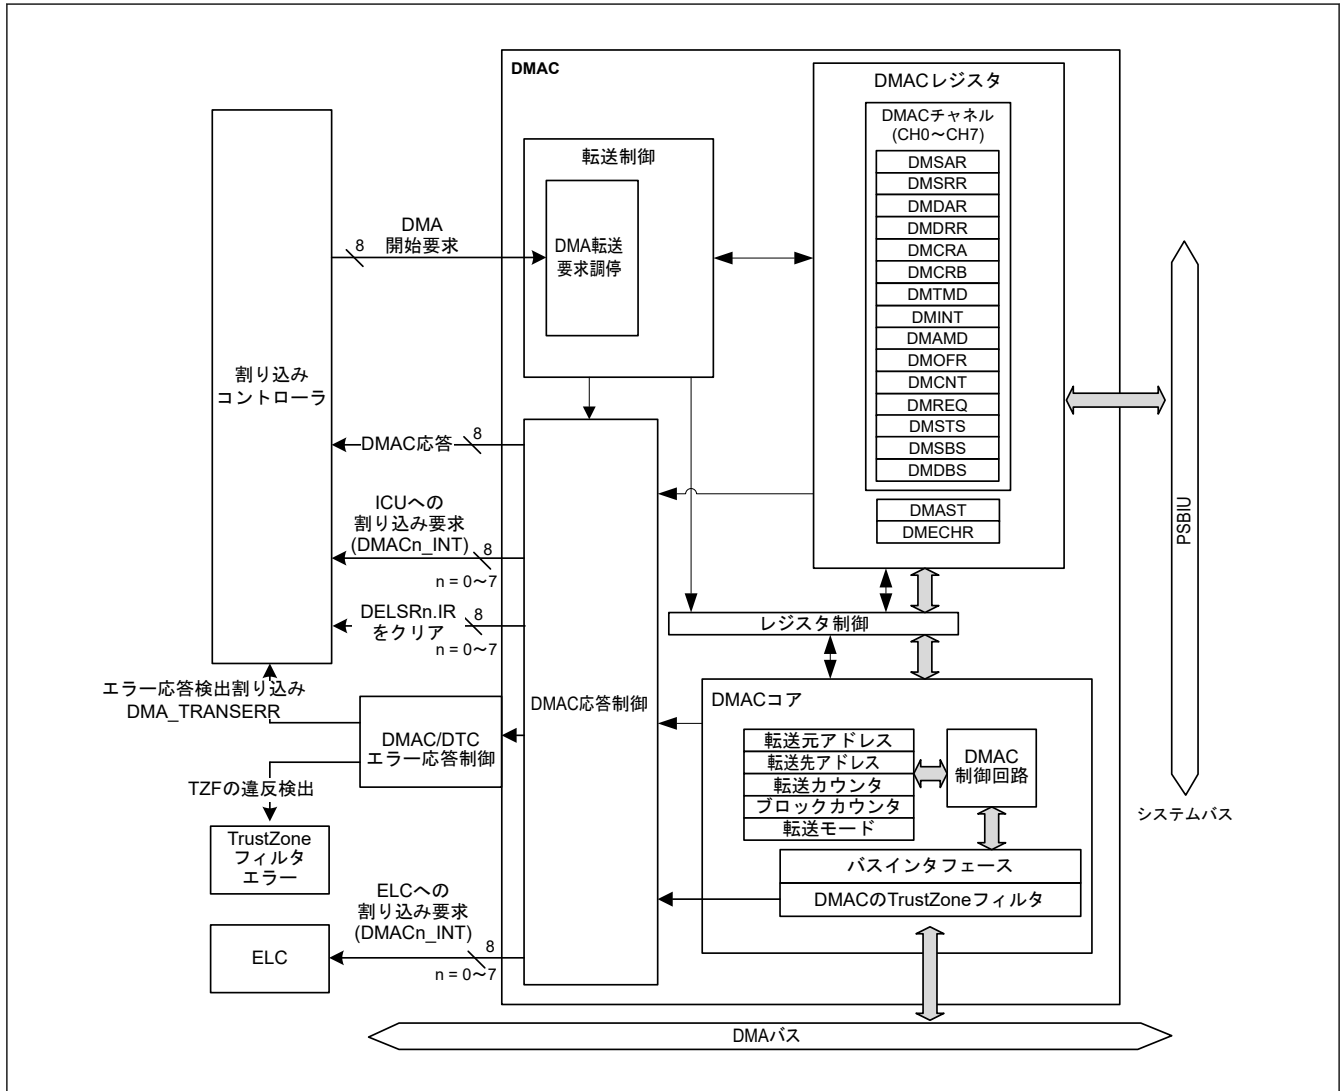 DMAC
DMACレジスタ
DMACチャネル
(CH0～CH7)
DMSAR
DMSRR
DMDAR
DMDRR
DMCRA
DMCRB
DMTMD
DMINT
DMAMD
DMOFR
DMCNT
DMREQ
DMSTS
DMSBS
DMDBS
DMAST
DMECHR
転送制御
DMA転送
要求調停
DMA
開始要求
8
割り込み
コントローラ
DMAC応答
8
ICUへの
割り込み要求
(DMACn_INT)
8
n = 0～7
DELSRn.IR
をクリア
8
n = 0～7
エラー応答検出割り込み
DMA_TRANSERR
DMAC/DTC
エラー応答制御
TZFの違反検出
TrustZone
フィルタ
エラー
ELCへの
割り込み要求
(DMACn_INT)
8
n = 0～7
ELC
DMAC応答制御
レジスタ制御
DMACコア
転送元アドレス
転送先アドレス
転送カウンタ
ブロックカウンタ
転送モード
DMAC
制御回路
バスインタフェース
DMACのTrustZoneフィルタ
PSBIU
システムバス
DMAバス